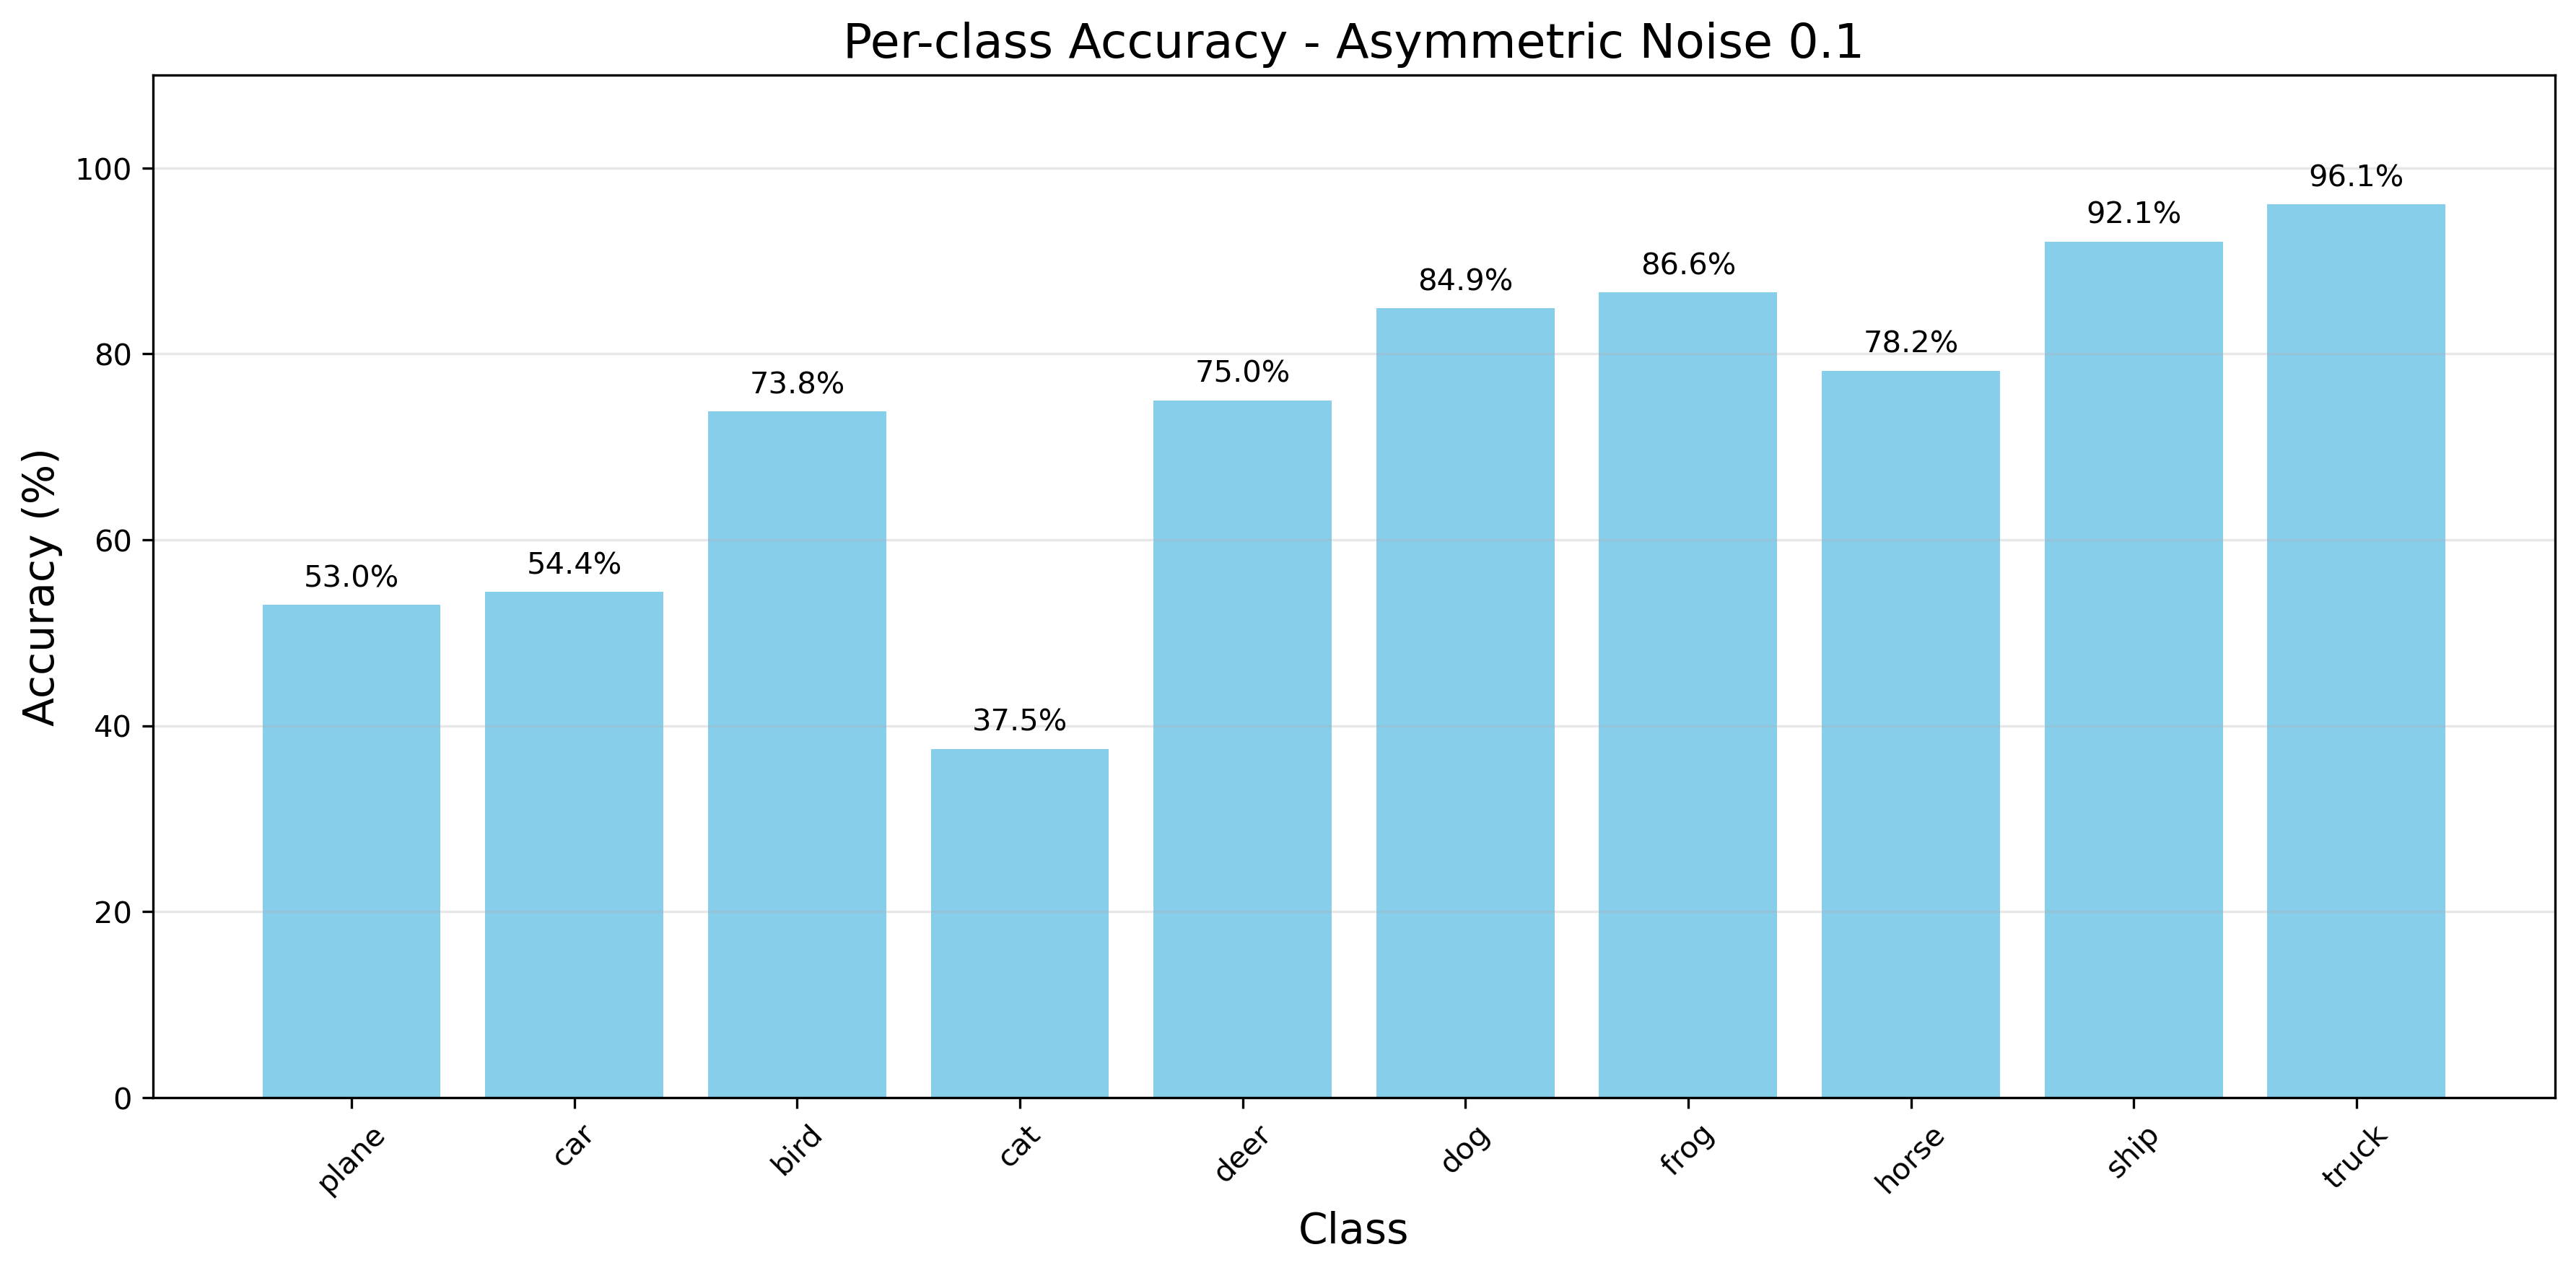 Per-class Accuracy - Asymmetric Noise 0.1
Accuracy (%)
100
80
60
40
20
0
53.0%
54.4%
73.8%
37.5%
75.0%
84.9%
86.6%
78.2%
92.1%
96.1%
plane
car
bird
cat
deer
dog
frog
horse
ship
truck
Class